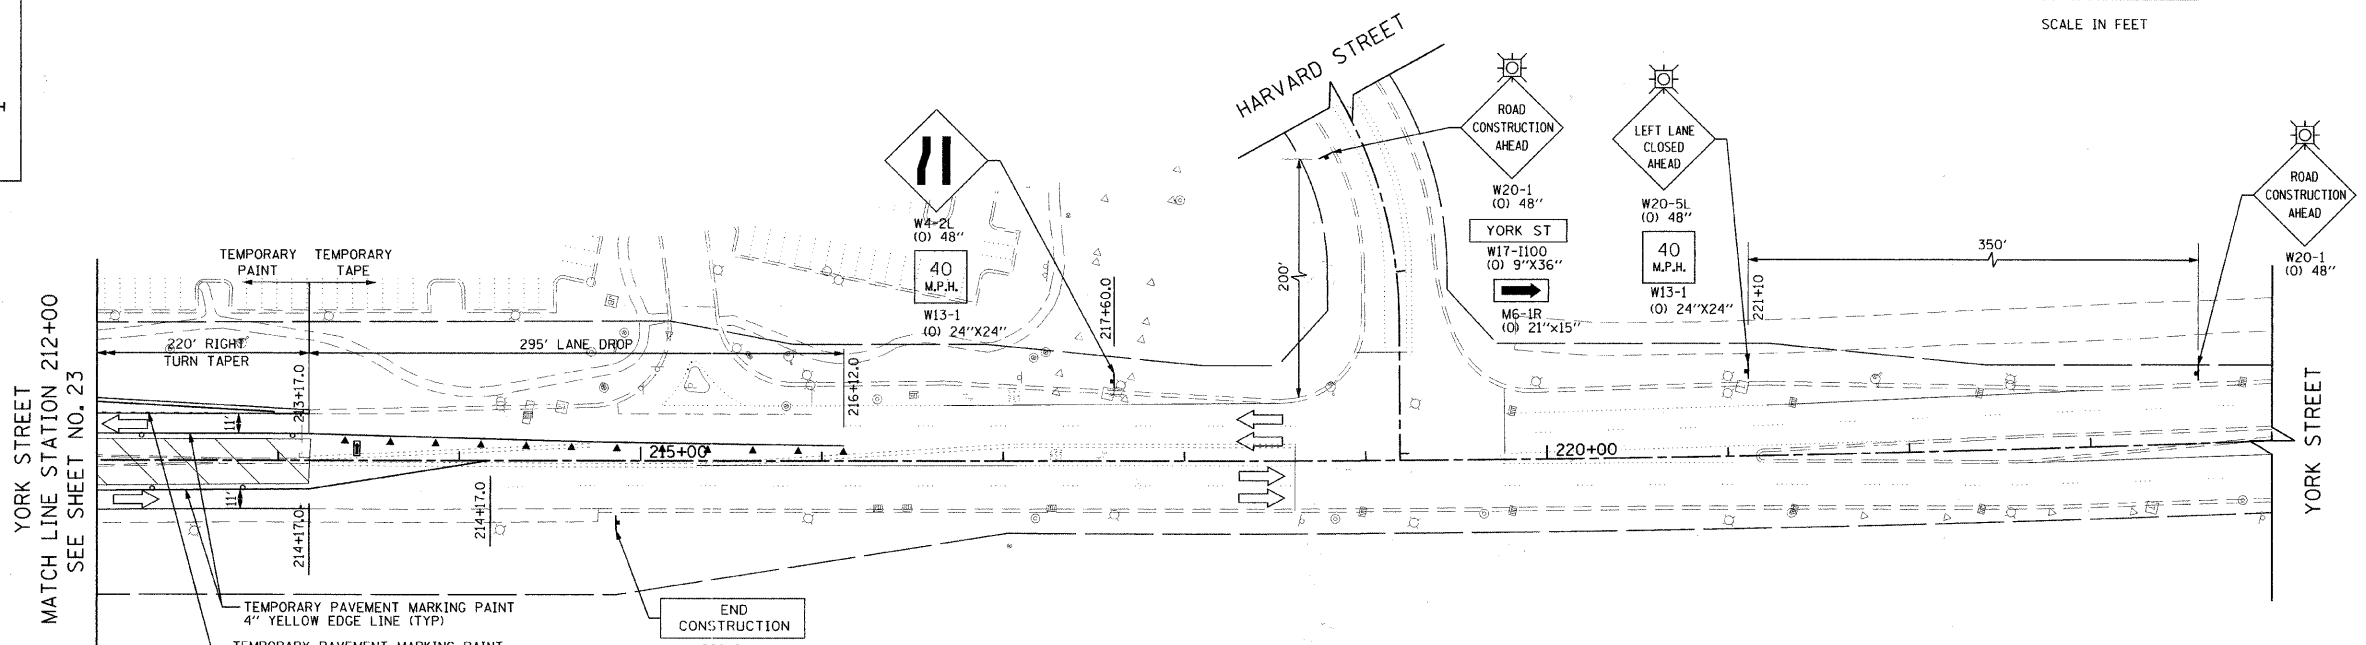 SCALE IN FEET
HARVARD STREET
ROAD
CONSTRUCTION
AHEAD
W20-1
(O) 48"
YORK ST
W17-I100
(O) 9"X36"
M6-1R
(O) 21"x15"
LEFT LANE
CLOSED
AHEAD
W20-5L
(O) 48"
40
M.P.H.
W13-1
(O) 24"X24"
ROAD
CONSTRUCTION
AHEAD
W20-1
(O) 48"
W4-2L
(O) 48"
40
M.P.H.
W13-1
(O) 24"X24"
TEMPORARY
PAINT
TEMPORARY
TAPE
220' RIGHT
TURN TAPER
295' LANE DROP
200'
350'
213+17.0
216+12.0
217+60.0
221+10
11'
215+00
220+00
11'
214+17.0
214+17.0
YORK STREET
MATCH LINE STATION 212+00
SEE SHEET NO. 23
YORK STREET
TEMPORARY PAVEMENT MARKING PAINT
4" YELLOW EDGE LINE (TYP)
END
CONSTRUCTION
TEMPORARY PAVEMENT MARKING PAINT